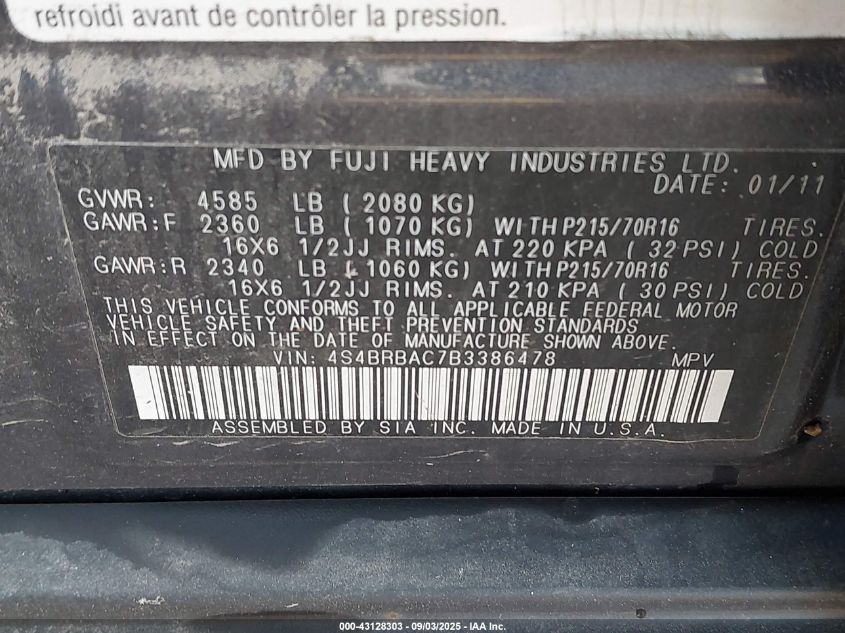 refroidi avant de contrôler la pression.
MFD BY FUJI HEAVY INDUSTRIES LTD.
DATE: 01/11
GVWR: 4585 LB ( 2080 KG)
GAWR:F 2360 LB ( 1070 KG) WITH P215/70R16 TIRES.
16X6 1/2JJ RIMS. AT 220 KPA ( 32 PSI) COLD
GAWR:R 2340 LB ( 1060 KG) WITH P215/70R16 TIRES.
16X6 1/2JJ RIMS. AT 210 KPA ( 30 PSI) COLD
THIS VEHICLE CONFORMS TO ALL APPLICABLE FEDERAL MOTOR
VEHICLE SAFETY AND THEFT PREVENTION STANDARDS
IN EFFECT ON THE DATE OF MANUFACTURE SHOWN ABOVE.
VIN: 4S4BRBAC7B3386478 MPV
ASSEMBLED BY SIA INC. MADE IN U.S.A.
000-43128303 - 09/03/2025 - IAA Inc.